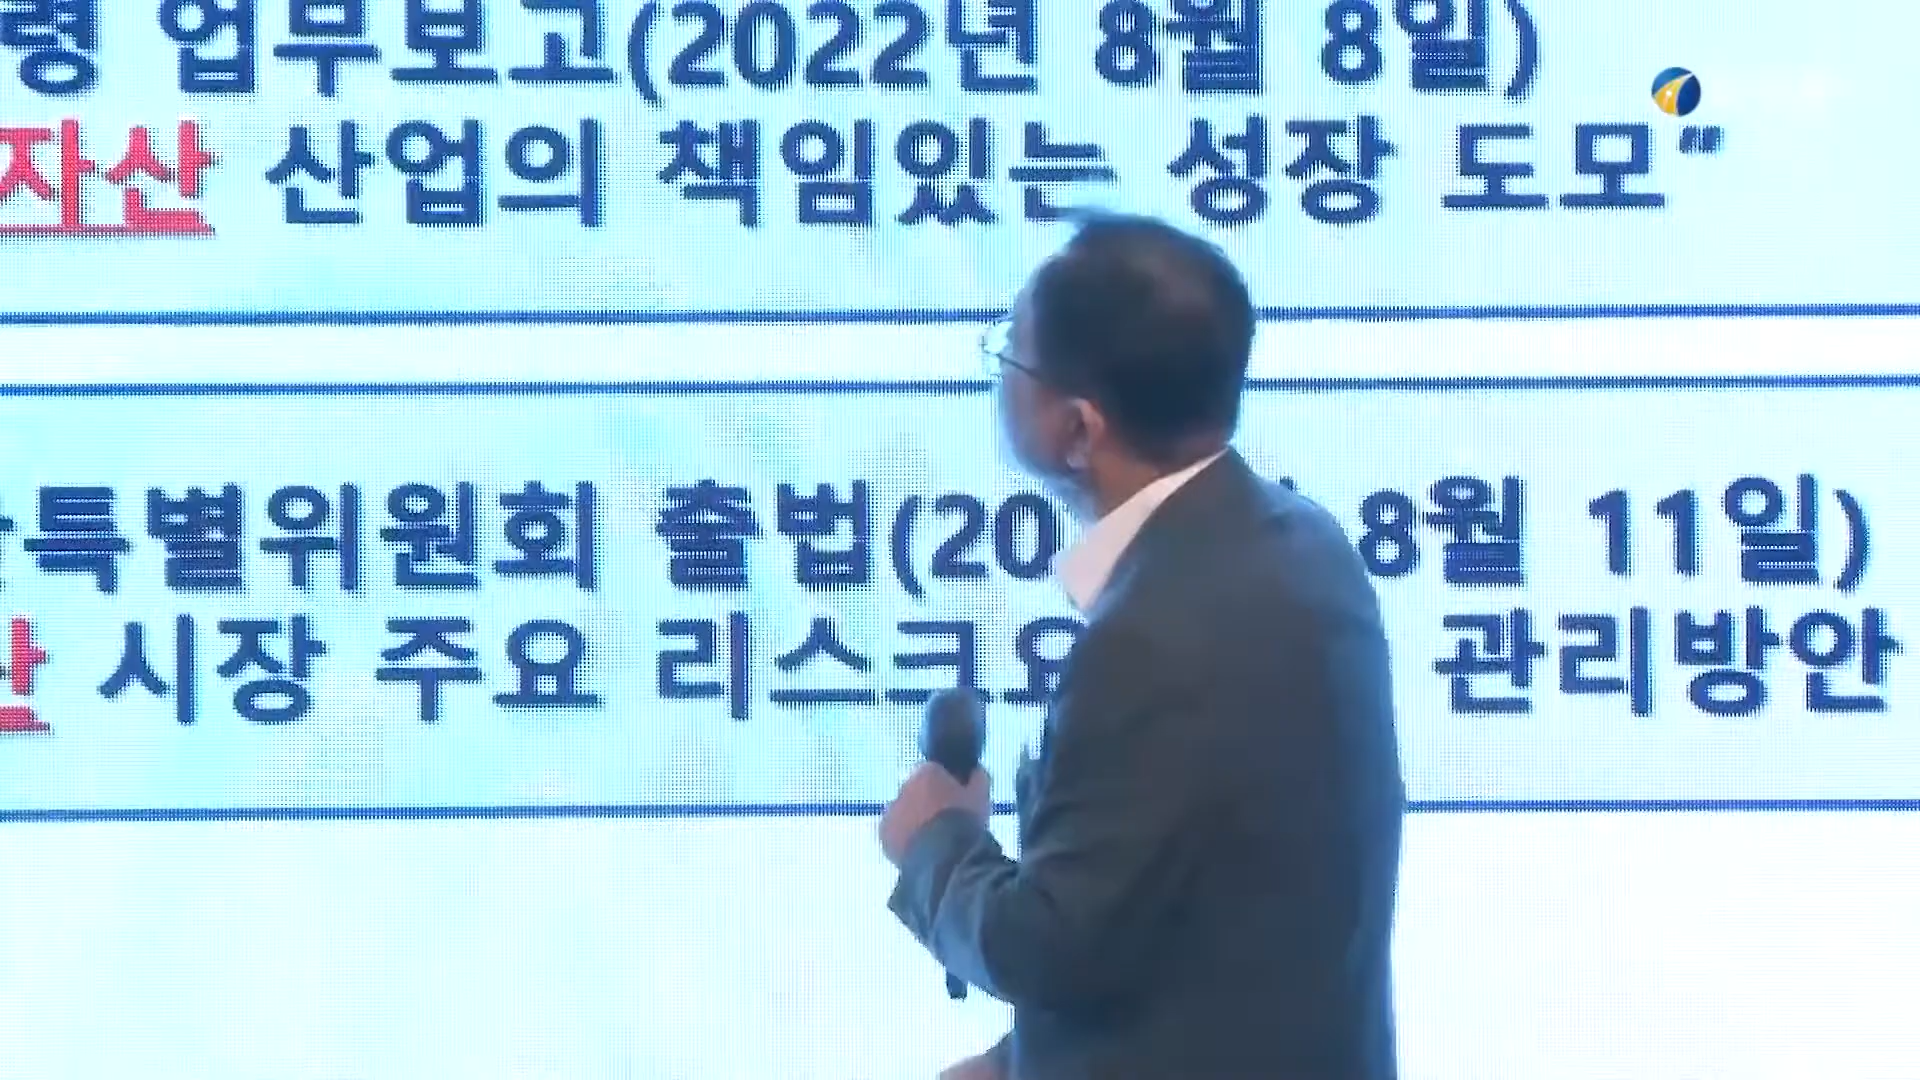 령 업무보고(2022년 8월 8일)
자산 산업의 책임있는 성장 도모"
특별위원회 출범(20 8월 11일)
산 시장 주요 리스크요 관리방안